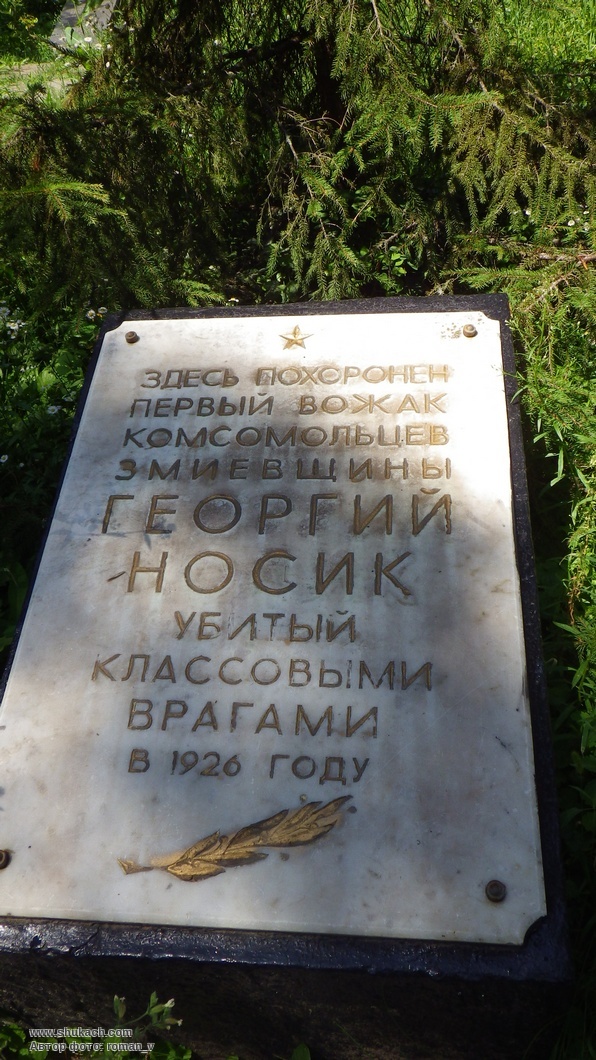 ЗДЕСЬ ПОХОРОНЕН
ПЕРВЫЙ ВОЖАК
КОМСОМОЛЬЦЕВ
ЗМИЕВЩИНЫ
ГЕОРГИЙ
НОСИК
УБИТЫЙ
КЛАССОВЫМИ
ВРАГАМИ
В 1926 ГОДУ
www.shukach.com
Автор фото: roman_v